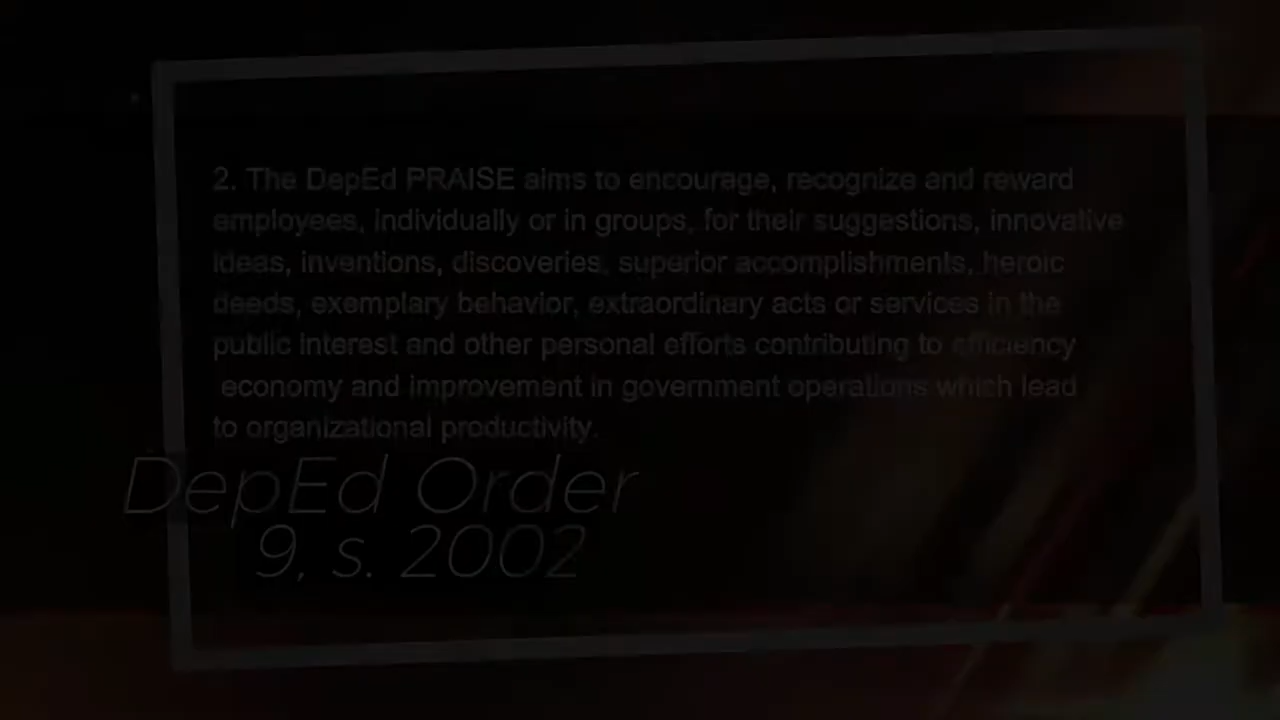 2. The DepEd PRAISE aims to encourage, recognize and reward
employees, individually or in groups, for their suggestions, innovative
ideas, inventions, discoveries, superior accomplishments, heroic
deeds, exemplary behavior, extraordinary acts or services in the
public interest and other personal efforts contributing to efficiency
economy and improvement in government operations which lead
to organizational productivity.
DepEd Order
9, s. 2002